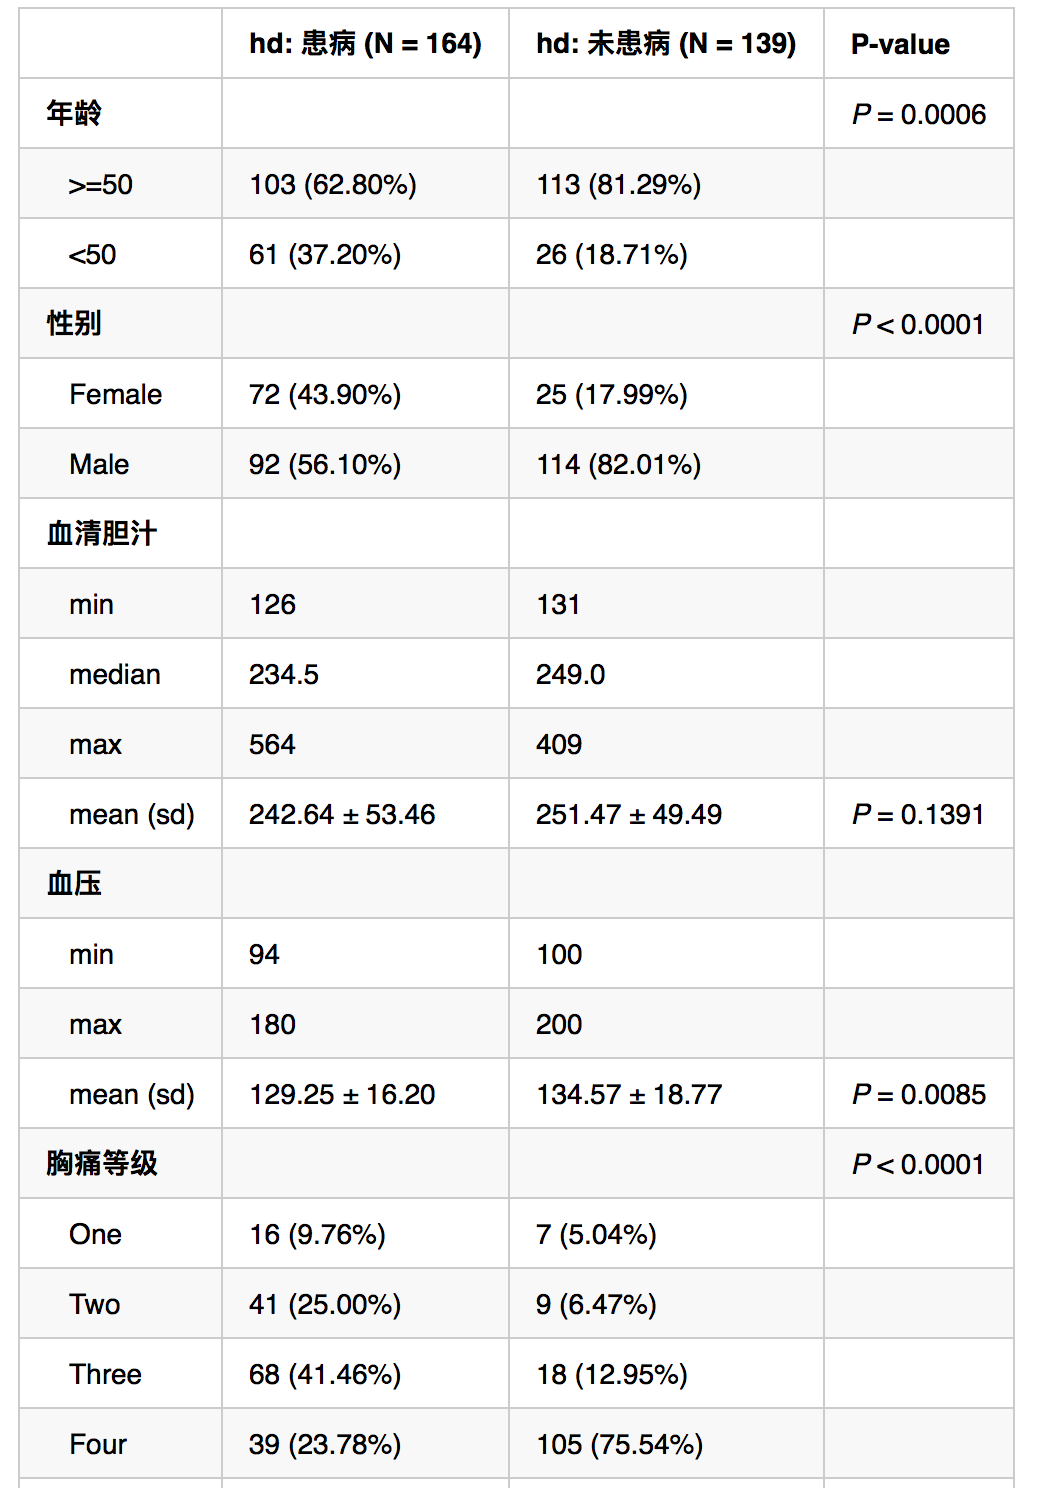 hd: 患病 (N = 164) hd: 未患病 (N = 139) P-value
年龄 P = 0.0006
>=50 103 (62.80%) 113 (81.29%)
<50 61 (37.20%) 26 (18.71%)
性别 P < 0.0001
Female 72 (43.90%) 25 (17.99%)
Male 92 (56.10%) 114 (82.01%)
血清胆汁
min 126 131
median 234.5 249.0
max 564 409
mean (sd) 242.64 ± 53.46 251.47 ± 49.49 P = 0.1391
血压
min 94 100
max 180 200
mean (sd) 129.25 ± 16.20 134.57 ± 18.77 P = 0.0085
胸痛等级 P < 0.0001
One 16 (9.76%) 7 (5.04%)
Two 41 (25.00%) 9 (6.47%)
Three 68 (41.46%) 18 (12.95%)
Four 39 (23.78%) 105 (75.54%)